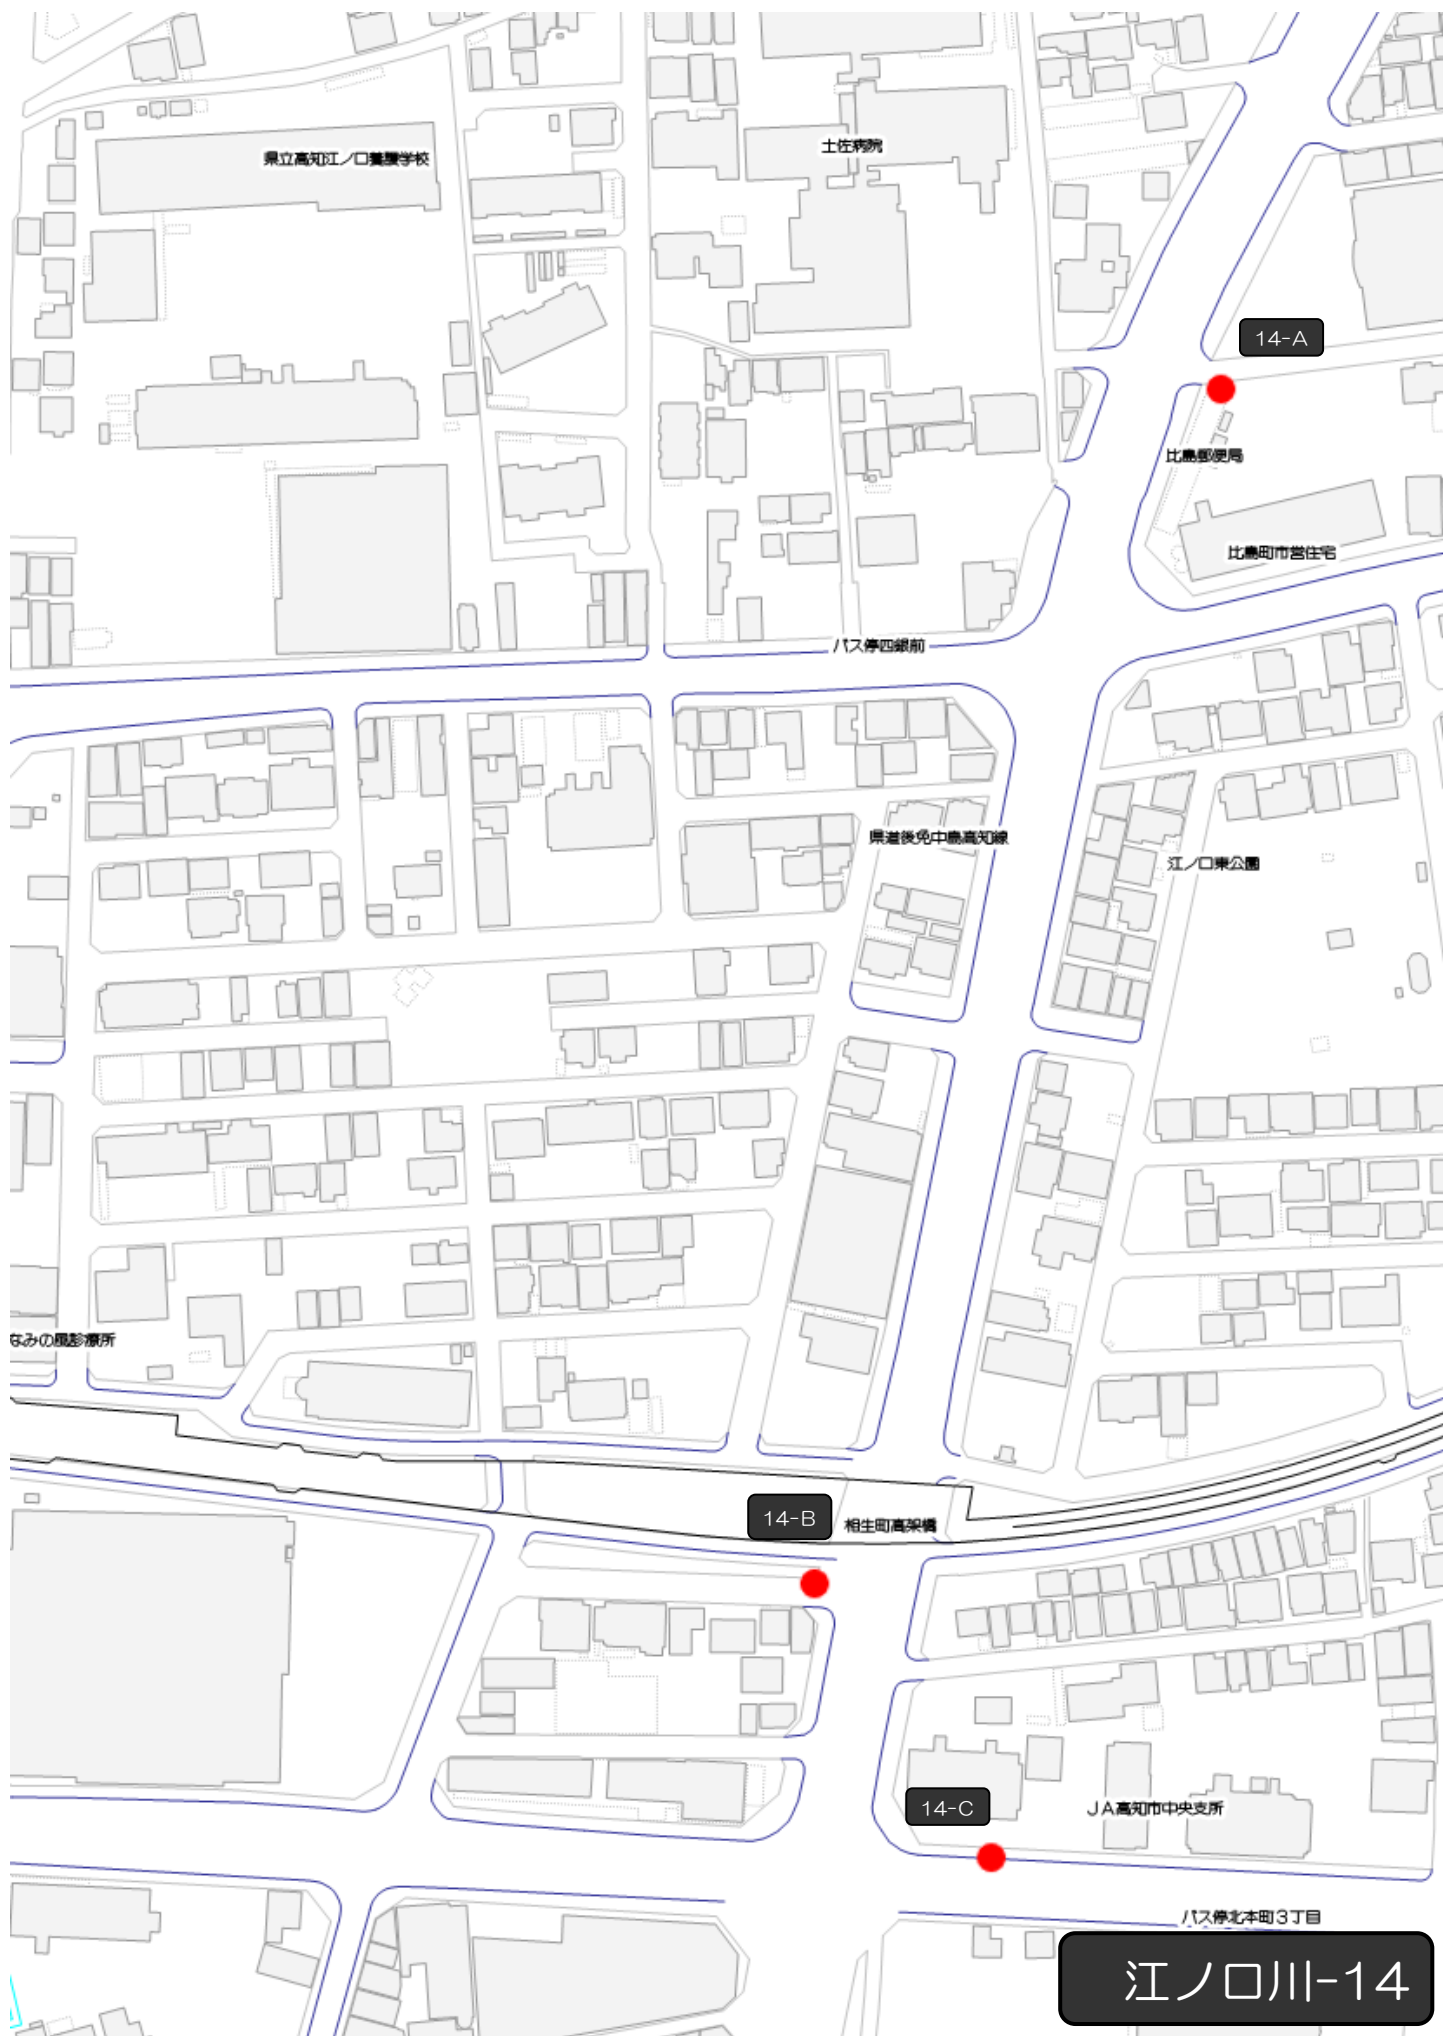 県立高知江ノ口養護学校
土佐病院
14-A
比島郵便局
比島町市営住宅
バス停四銀前
県道後免中島高知線
江ノ口東公園
なみの風診療所
14-B
相生町高架橋
14-C
JA高知市中央支所
バス停北本町3丁目
江ノ口川-14